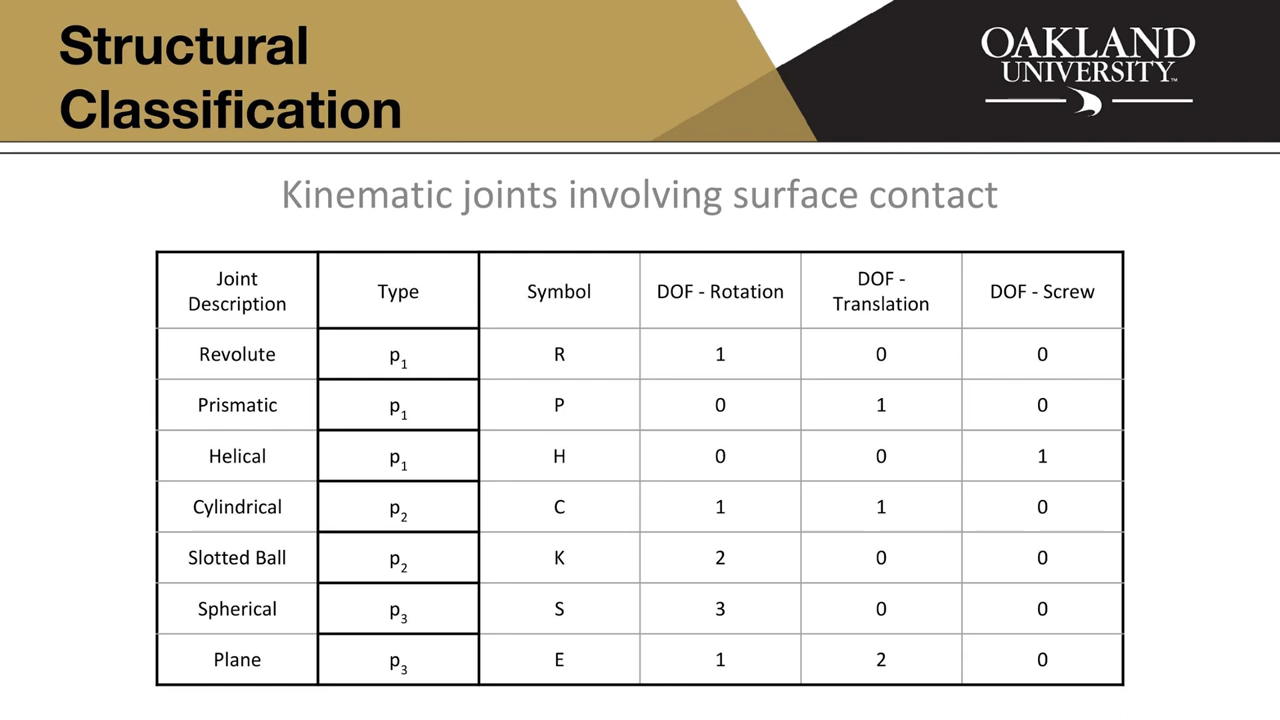 Structural
Classification
OAKLAND
UNIVERSITY™
Kinematic joints involving surface contact
Joint Description | Type | Symbol | DOF - Rotation | DOF - Translation | DOF - Screw
Revolute | p1 | R | 1 | 0 | 0
Prismatic | p1 | P | 0 | 1 | 0
Helical | p1 | H | 0 | 0 | 1
Cylindrical | p2 | C | 1 | 1 | 0
Slotted Ball | p2 | K | 2 | 0 | 0
Spherical | p3 | S | 3 | 0 | 0
Plane | p3 | E | 1 | 2 | 0